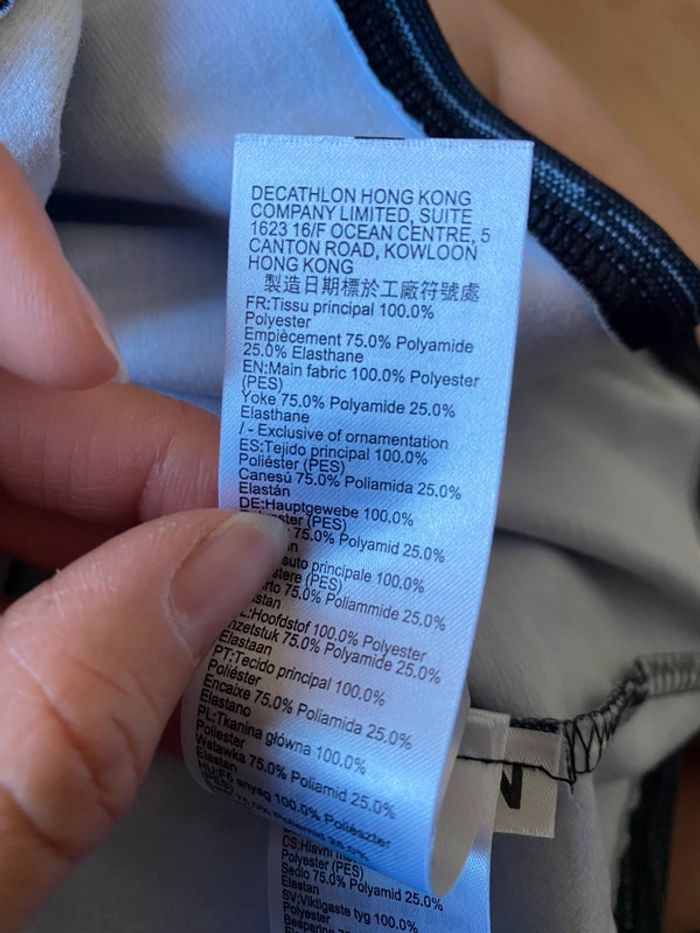 DECATHLON HONG KONG
COMPANY LIMITED, SUITE
1623 16/F OCEAN CENTRE, 5
CANTON ROAD, KOWLOON
HONG KONG
製造日期標於工廠符號處
FR:Tissu principal 100.0%
Polyester
Empiècement 75.0% Polyamide
25.0% Elasthane
EN:Main fabric 100.0% Polyester
(PES)
Yoke 75.0% Polyamide 25.0%
Elasthane
/ - Exclusive of ornamentation
ES:Tejido principal 100.0%
Poliéster (PES)
Canesú 75.0% Poliamida 25.0%
Elastán
DE:Hauptgewebe 100.0%
(PES)
75.0% Polyamid 25.0%
principale 100.0%
(PES)
75.0% Poliammide 25.0%
Hoofdstof 100.0% Polyester
75.0% Polyamide 25.0%
Elastaan
PT:Tecido principal 100.0%
Poliéster
Encaixe 75.0% Poliamida 25.0%
Elastano
PL:Tkanina główna 100.0%
Poliester
Wstawka 75.0% Poliamid 25.0%
Elastan
100.0% Poliészter
CS:Hlavní
Polyester (PES)
Sedlo 75.0% Polyamid 25.0%
Elastan
SV:Viktigaste tyg 100.0%
Polyester